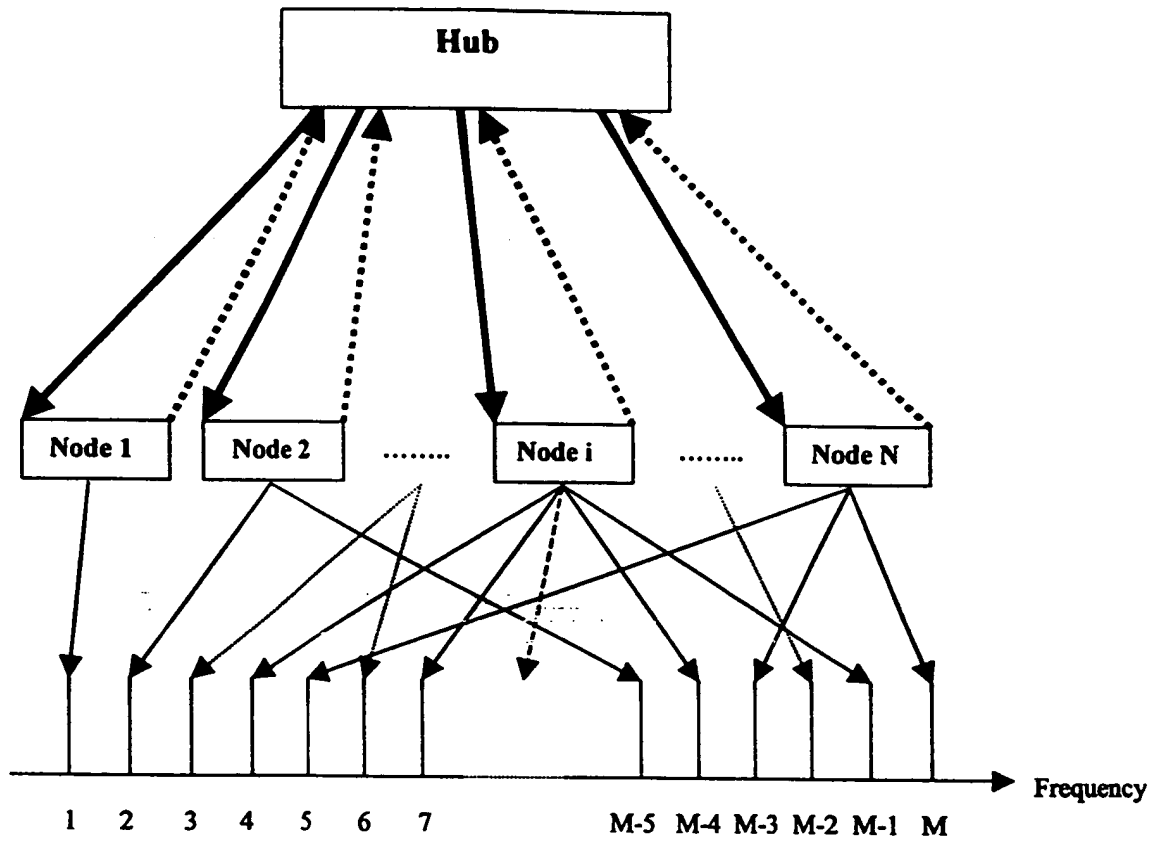 Hub
Node 1 Node 2 ........ Node i ........ Node N
Frequency
1 2 3 4 5 6 7 M-5 M-4 M-3 M-2 M-1 M